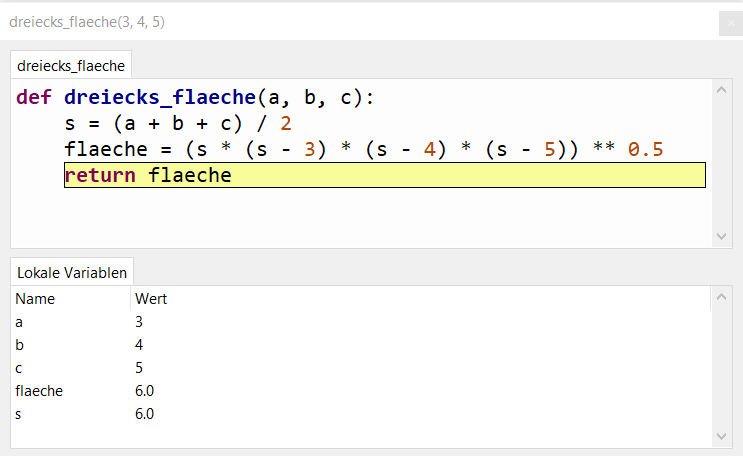 dreiecks_flaeche(3, 4, 5)
dreiecks_flaeche
def dreiecks_flaeche(a, b, c):
    s = (a + b + c) / 2
    flaeche = (s * (s - 3) * (s - 4) * (s - 5)) ** 0.5
    return flaeche
Lokale Variablen
Name Wert
a 3
b 4
c 5
flaeche 6.0
s 6.0